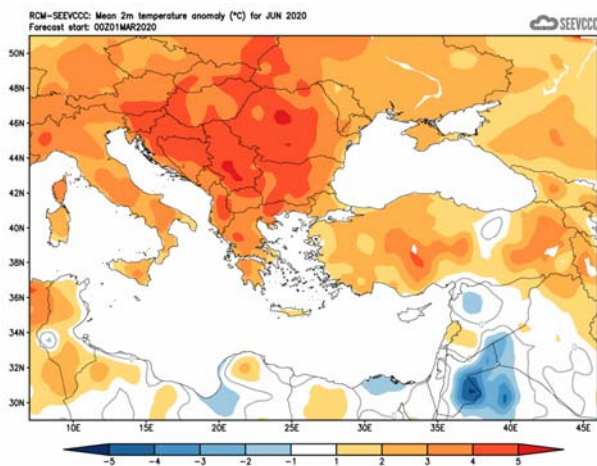 RCM-SEEVCCC: Mean 2m temperature anomaly (°C) for JUN 2020
Forecast start: 00Z01MAR2020
SEEVCCC
50N
48N
46N
44N
42N
40N
38N
36N
34N
32N
30N
10E 15E 20E 25E 30E 35E 40E 45E
-5 -4 -3 -2 -1 1 2 3 4 5